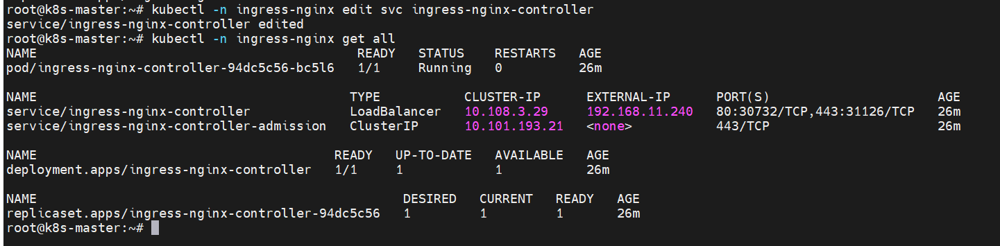 root@k8s-master:~# kubectl -n ingress-nginx edit svc ingress-nginx-controller
service/ingress-nginx-controller edited
root@k8s-master:~# kubectl -n ingress-nginx get all
NAME READY STATUS RESTARTS AGE
pod/ingress-nginx-controller-94dc5c56-bc5l6 1/1 Running 0 26m
NAME TYPE CLUSTER-IP EXTERNAL-IP PORT(S) AGE
service/ingress-nginx-controller LoadBalancer 10.108.3.29 192.168.11.240 80:30732/TCP,443:31126/TCP 26m
service/ingress-nginx-controller-admission ClusterIP 10.101.193.21 <none> 443/TCP 26m
NAME READY UP-TO-DATE AVAILABLE AGE
deployment.apps/ingress-nginx-controller 1/1 1 1 26m
NAME DESIRED CURRENT READY AGE
replicaset.apps/ingress-nginx-controller-94dc5c56 1 1 1 26m
root@k8s-master:~#